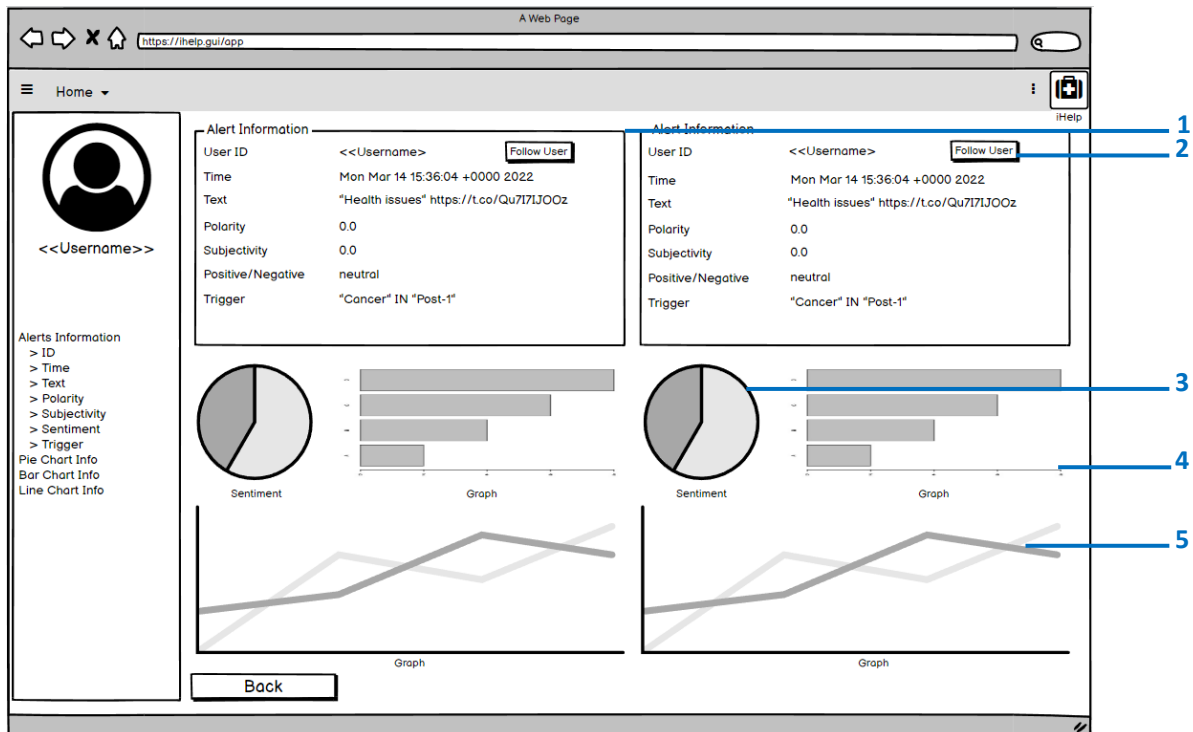 A Web Page
https://ihelp.gui/app
Home
iHelp
<<Username>>
Alerts Information
> ID
> Time
> Text
> Polarity
> Subjectivity
> Sentiment
> Trigger
Pie Chart Info
Bar Chart Info
Line Chart Info
Alert Information
User ID <<Username> Follow User
Time Mon Mar 14 15:36:04 +0000 2022
Text "Health issues" https://t.co/Qu7I7IJOOz
Polarity 0.0
Subjectivity 0.0
Positive/Negative neutral
Trigger "Cancer" IN "Post-1"
Sentiment
Graph
Graph
Alert Information
User ID <<Username> Follow User
Time Mon Mar 14 15:36:04 +0000 2022
Text "Health issues" https://t.co/Qu7I7IJOOz
Polarity 0.0
Subjectivity 0.0
Positive/Negative neutral
Trigger "Cancer" IN "Post-1"
Sentiment
Graph
Graph
Back
1
2
3
4
5